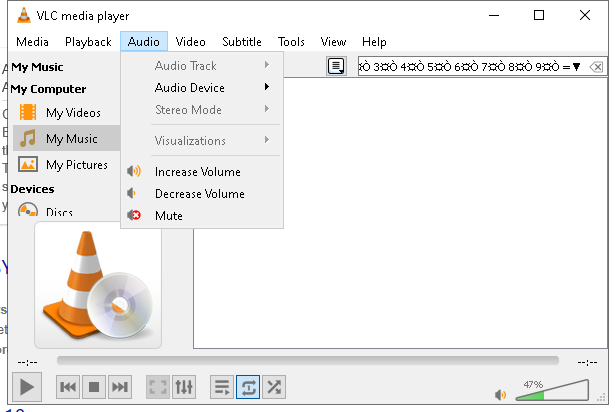 VLC media player
Media Playback Audio Video Subtitle Tools View Help
My Music
My Computer
My Videos
My Music
My Pictures
Devices
Discs
Audio Track
Audio Device
Stereo Mode
Visualizations
Increase Volume
Decrease Volume
Mute
3¤Ò 4¤Ò 5¤Ò 6¤Ò 7¤Ò 8¤Ò 9¤Ò =▼
--:--
--:--
47%